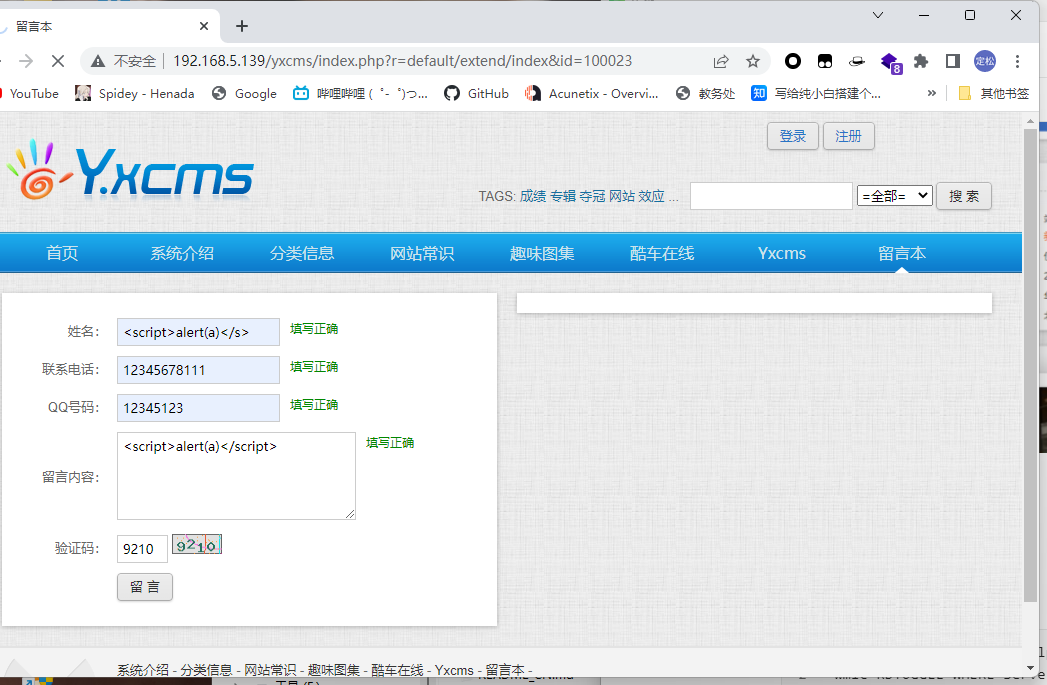 留言本
不安全 192.168.5.139/yxcms/index.php?r=default/extend/index&id=100023
定松
8
YouTube Spidey - Henada Google 哔哩哔哩 ( ゜- ゜)つ... GitHub Acunetix - Overvi... 教务处 知 写给纯小白搭建个... » 其他书签
登录 注册
Yxcms
TAGS: 成绩 专辑 夺冠 网站 效应 ... =全部= 搜 索
首页 系统介绍 分类信息 网站常识 趣味图集 酷车在线 Yxcms 留言本
姓名: <script>alert(a)</s> 填写正确
联系电话: 12345678111 填写正确
QQ号码: 12345123 填写正确
留言内容: <script>alert(a)</script> 填写正确
验证码: 9210 9210
留 言
系统介绍 - 分类信息 - 网站常识 - 趣味图集 - 酷车在线 - Yxcms - 留言本 -